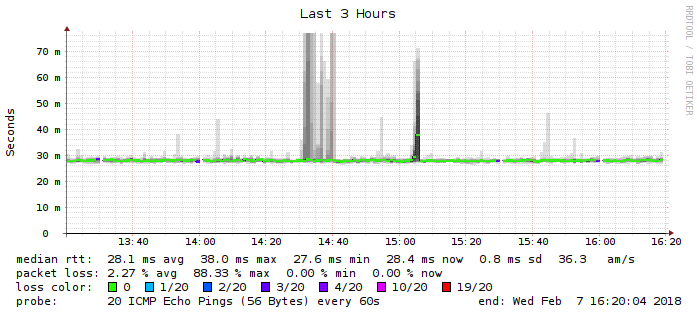 Last 3 Hours
RRDTOOL / TOBI OETIKER
Seconds
70 m
60 m
50 m
40 m
30 m
20 m
10 m
0
13:40 14:00 14:20 14:40 15:00 15:20 15:40 16:00 16:20
median rtt: 28.1 ms avg 38.0 ms max 27.6 ms min 28.4 ms now 0.8 ms sd 36.3 am/s
packet loss: 2.27 % avg 88.33 % max 0.00 % min 0.00 % now
loss color: 0 1/20 2/20 3/20 4/20 10/20 19/20
probe: 20 ICMP Echo Pings (56 Bytes) every 60s end: Wed Feb 7 16:20:04 2018